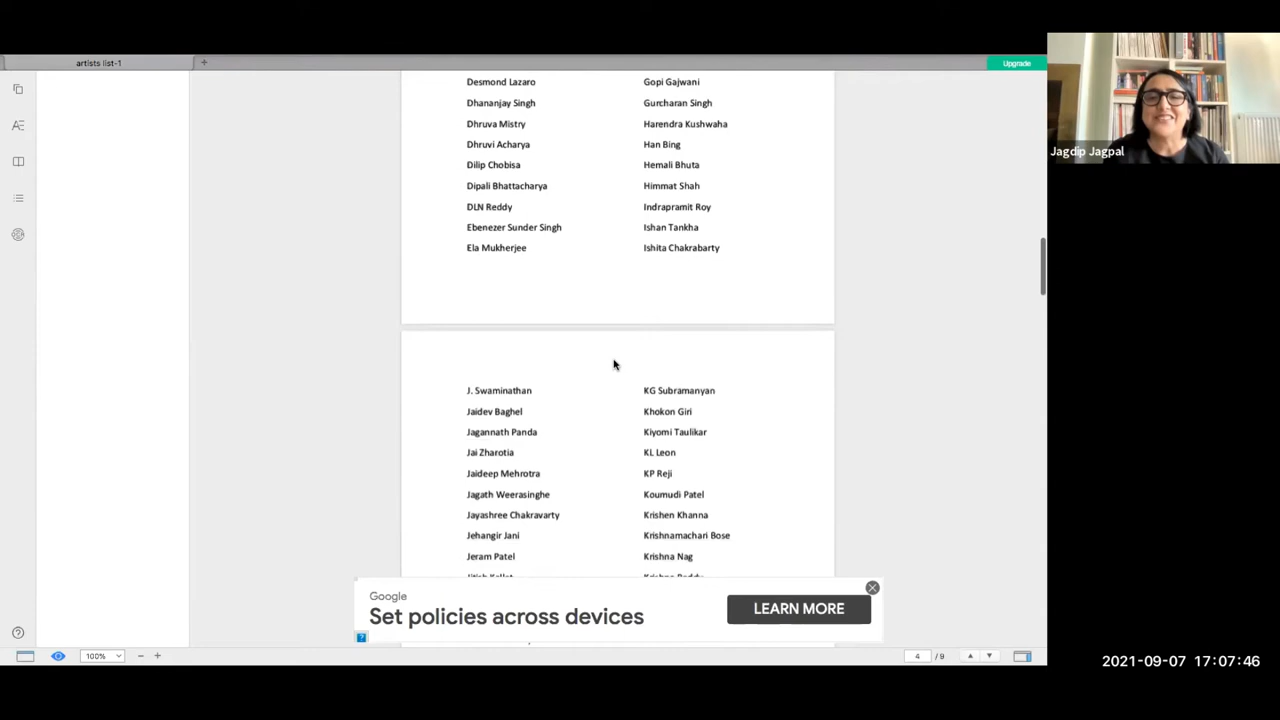 artists list-1
+
Upgrade
Desmond Lazaro
Dhananjay Singh
Dhruva Mistry
Dhruvi Acharya
Dilip Chobisa
Dipali Bhattacharya
DLN Reddy
Ebenezer Sunder Singh
Ela Mukherjee
Gopi Gajwani
Gurcharan Singh
Harendra Kushwaha
Han Bing
Hemali Bhuta
Himmat Shah
Indrapramit Roy
Ishan Tankha
Ishita Chakrabarty
J. Swaminathan
Jaidev Baghel
Jagannath Panda
Jai Zharotia
Jaideep Mehrotra
Jagath Weerasinghe
Jayashree Chakravarty
Jehangir Jani
Jeram Patel
KG Subramanyan
Khokon Giri
Kiyomi Taulikar
KL Leon
KP Reji
Koumudi Patel
Krishen Khanna
Krishnamachari Bose
Krishna Nag
Google
Set policies across devices
LEARN MORE
100%
4 / 9
Jagdip Jagpal
2021-09-07 17:07:46